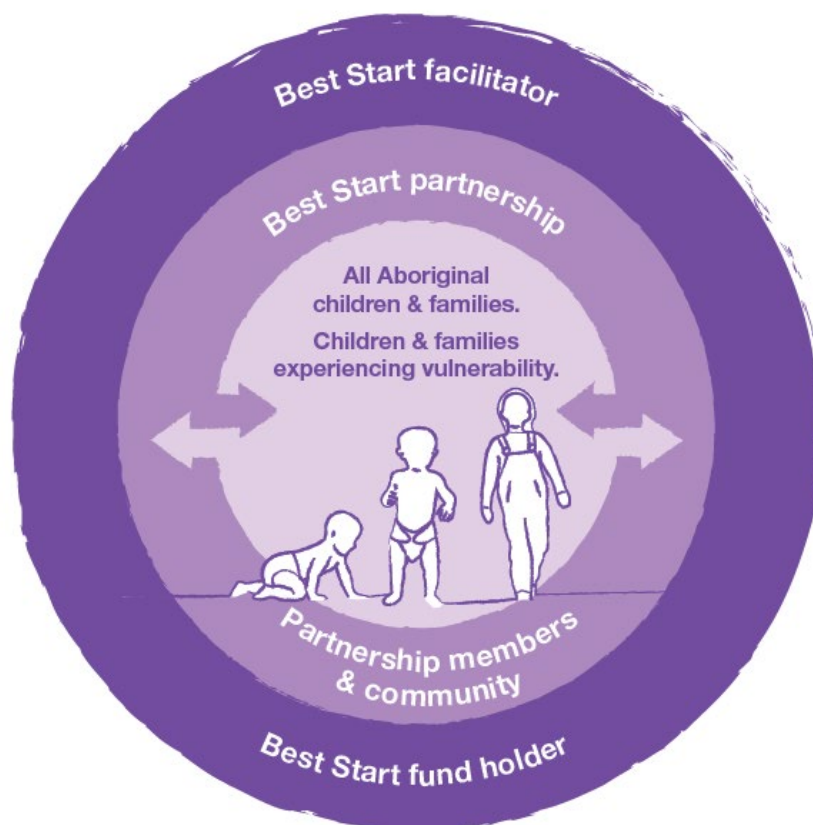 Best Start facilitator
Best Start partnership
All Aboriginal
children & families.
Children & families
experiencing vulnerability.
Partnership members
& community
Best Start fund holder